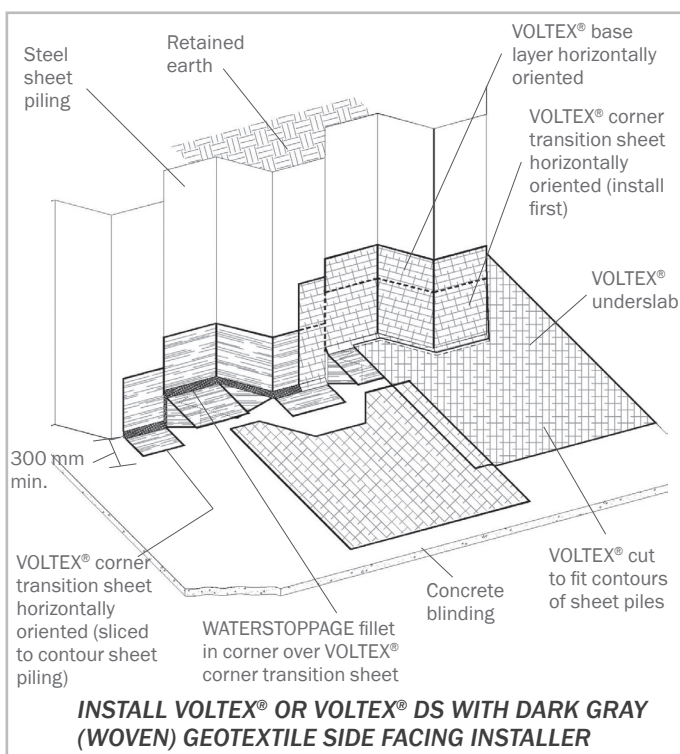 Steel
sheet
piling
Retained
earth
VOLTEX® base
layer horizontally
oriented
VOLTEX® corner
transition sheet
horizontally
oriented (install
first)
VOLTEX®
underslab
300 mm
min.
VOLTEX® corner
transition sheet
horizontally
oriented (sliced
to contour sheet
piling)
WATERSTOPPAGE fillet
in corner over VOLTEX®
corner transition sheet
Concrete
blinding
VOLTEX® cut
to fit contours
of sheet piles
INSTALL VOLTEX® OR VOLTEX® DS WITH DARK GRAY
(WOVEN) GEOTEXTILE SIDE FACING INSTALLER